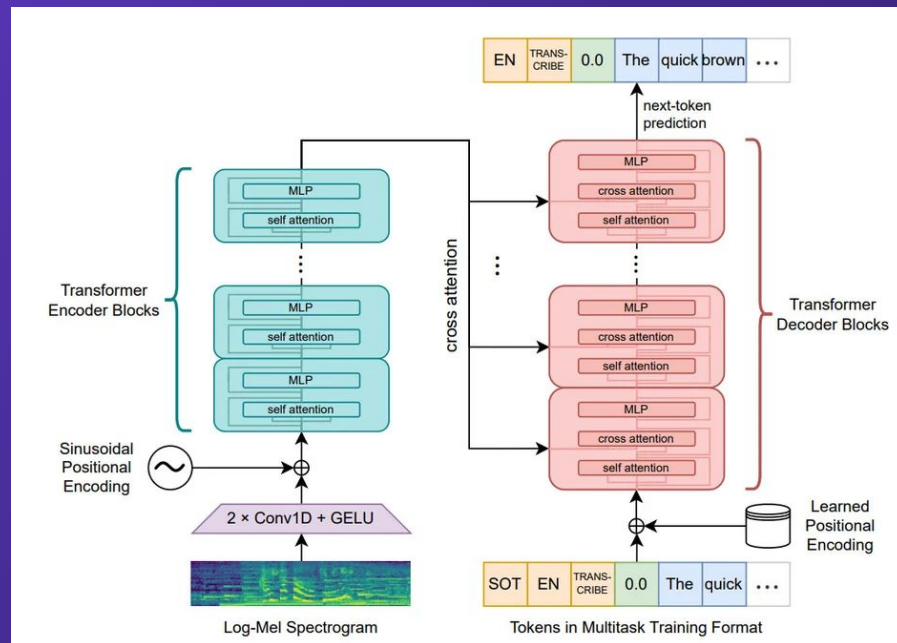 EN TRANS- 0.0 The quick brown ...
CRIBE
next-token
prediction
MLP
self attention
MLP
self attention
MLP
self attention
Transformer
Encoder Blocks
cross attention
MLP
cross attention
self attention
MLP
cross attention
self attention
MLP
cross attention
self attention
Transformer
Decoder Blocks
Sinusoidal
Positional
Encoding
2 × Conv1D + GELU
Learned
Positional
Encoding
SOT EN TRANS- 0.0 The quick ...
CRIBE
Log-Mel Spectrogram
Tokens in Multitask Training Format